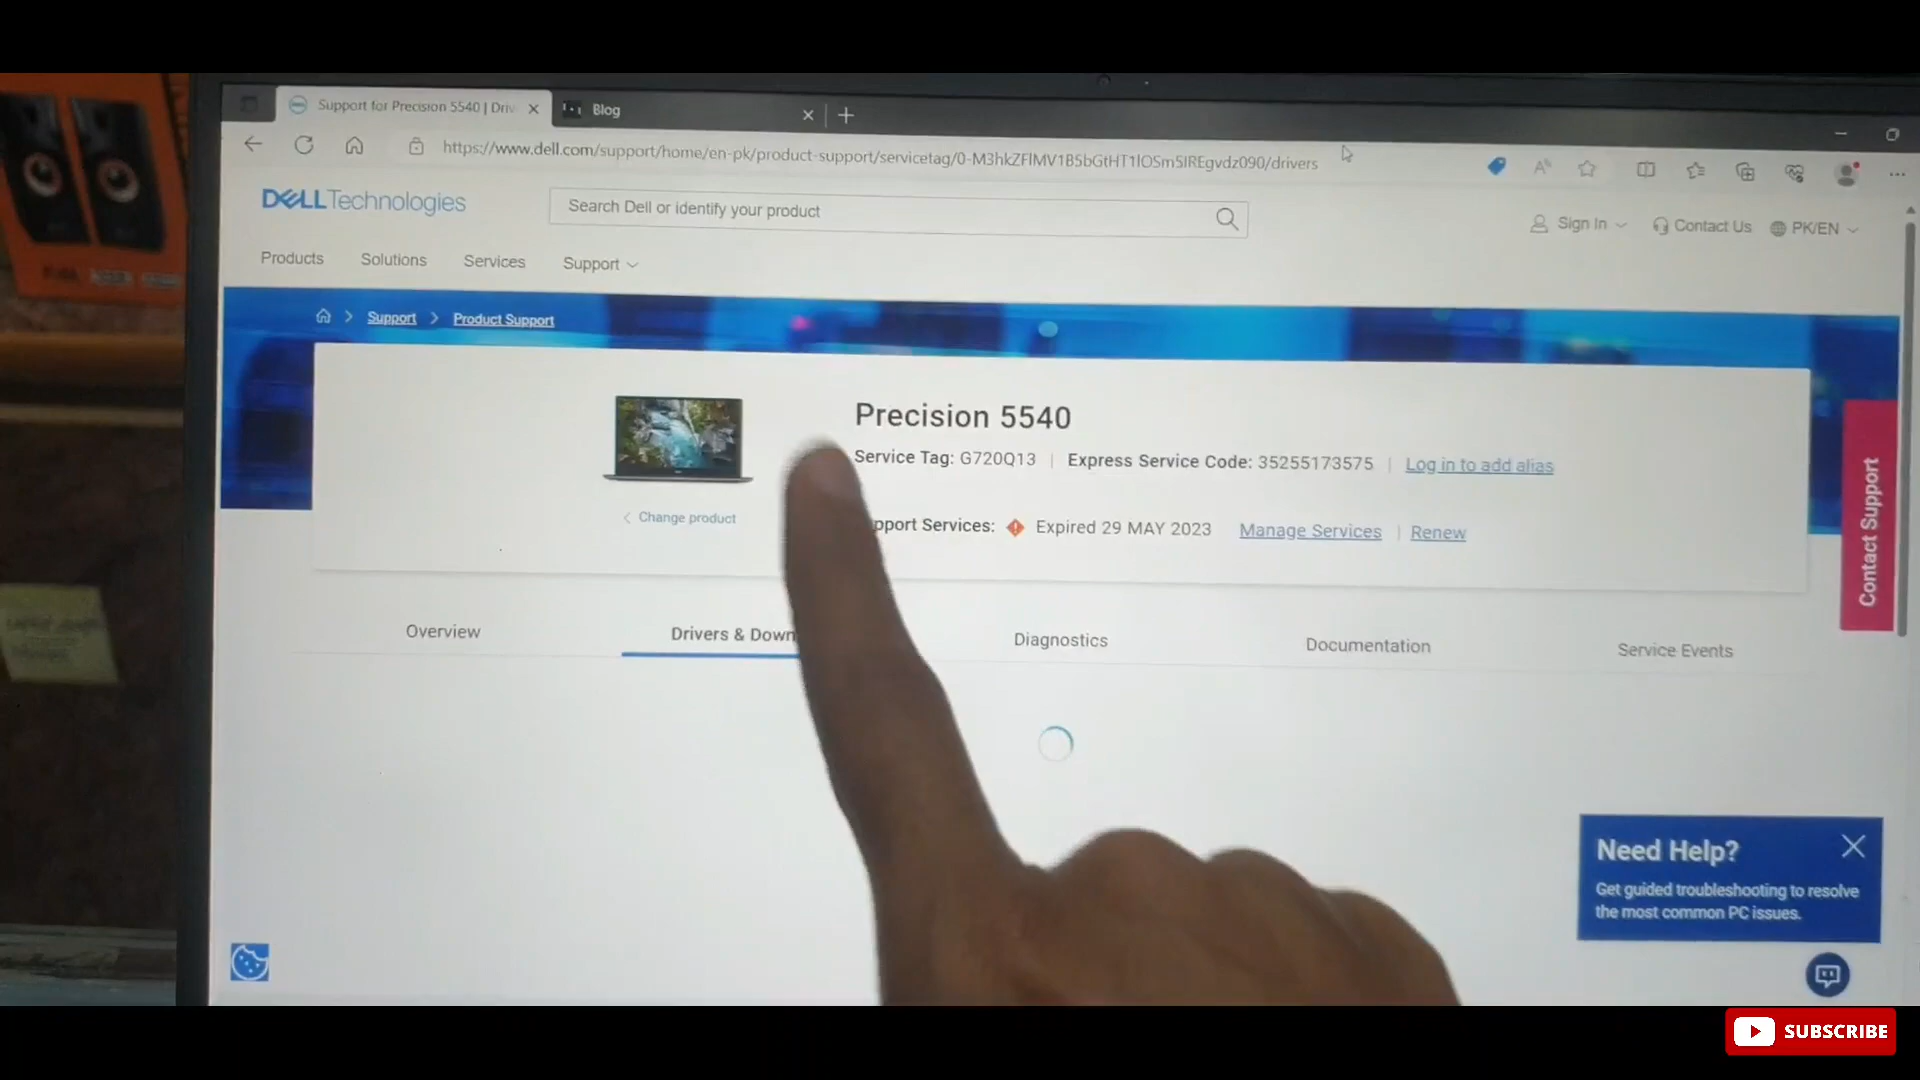 Support for Precision 5540 | Driv
Blog
https://www.dell.com/support/home/en-pk/product-support/servicetag/0-M3hkZFlMV1B5bGtHT1lOSm5IREgvdz090/drivers
DELLTechnologies
Search Dell or identify your product
Sign In
Contact Us
PK/EN
Products
Solutions
Services
Support
Support
Product Support
Precision 5540
Service Tag: G720Q13 | Express Service Code: 35255173575 | Log in to add alias
Change product
pport Services: Expired 29 MAY 2023 Manage Services | Renew
Contact Support
Overview
Drivers & Down
Diagnostics
Documentation
Service Events
Need Help?
Get guided troubleshooting to resolve
the most common PC issues.
SUBSCRIBE